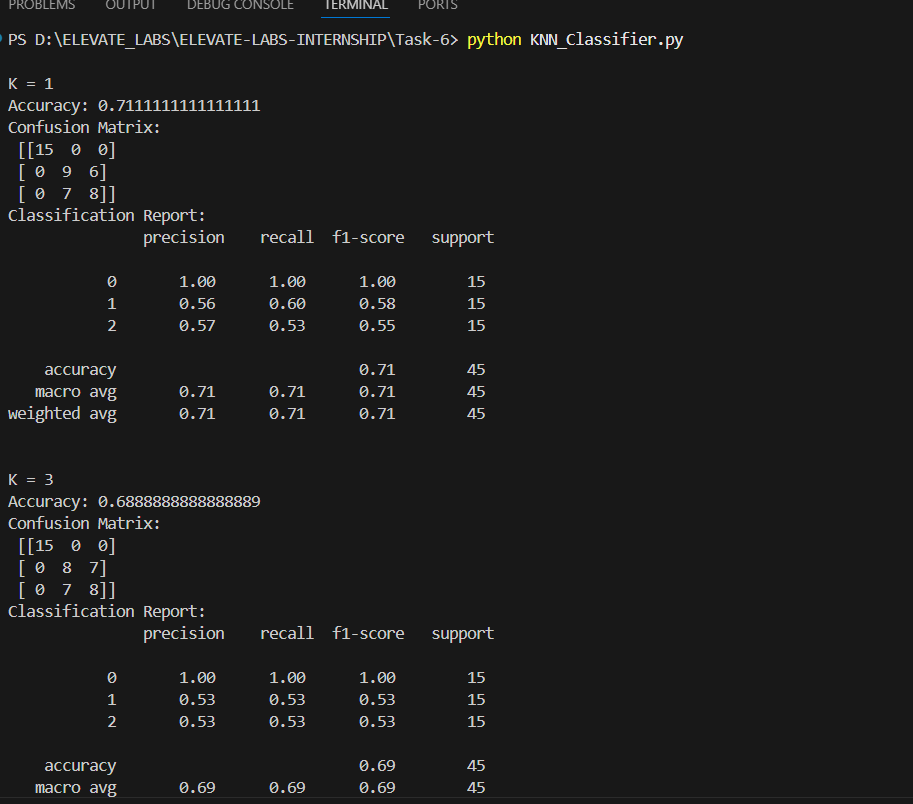 PROBLEMS OUTPUT DEBUG CONSOLE TERMINAL PORTS
PS D:\ELEVATE_LABS\ELEVATE-LABS-INTERNSHIP\Task-6> python KNN_Classifier.py
K = 1
Accuracy: 0.7111111111111111
Confusion Matrix:
[[15 0 0]
[ 0 9 6]
[ 0 7 8]]
Classification Report:
precision recall f1-score support
0 1.00 1.00 1.00 15
1 0.56 0.60 0.58 15
2 0.57 0.53 0.55 15
accuracy 0.71 45
macro avg 0.71 0.71 0.71 45
weighted avg 0.71 0.71 0.71 45
K = 3
Accuracy: 0.6888888888888889
Confusion Matrix:
[[15 0 0]
[ 0 8 7]
[ 0 7 8]]
Classification Report:
precision recall f1-score support
0 1.00 1.00 1.00 15
1 0.53 0.53 0.53 15
2 0.53 0.53 0.53 15
accuracy 0.69 45
macro avg 0.69 0.69 0.69 45